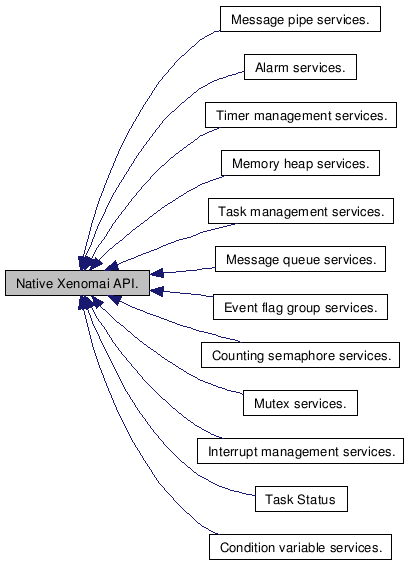 Message pipe services.
Alarm services.
Timer management services.
Memory heap services.
Task management services.
Message queue services.
Native Xenomai API.
Event flag group services.
Counting semaphore services.
Mutex services.
Interrupt management services.
Task Status
Condition variable services.